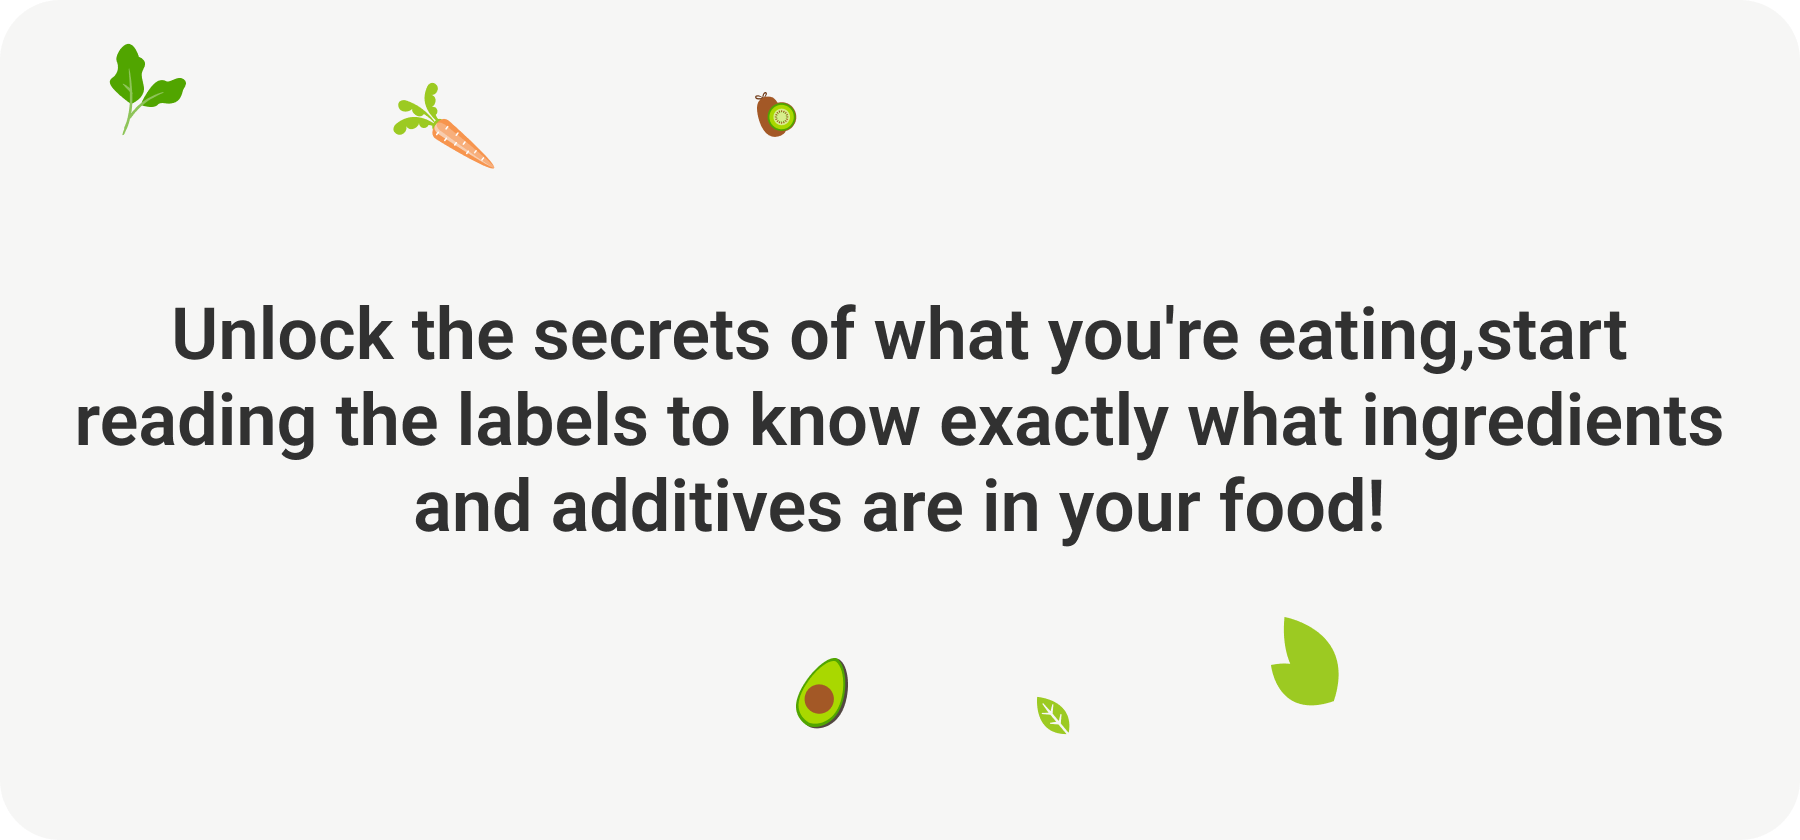 Unlock the secrets of what you're eating,start
reading the labels to know exactly what ingredients
and additives are in your food!